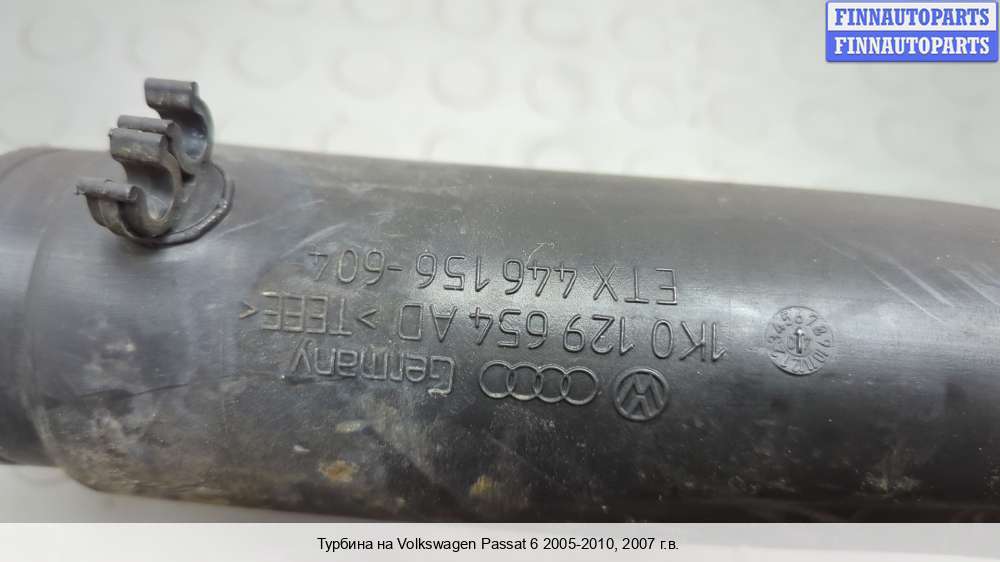 FINNAUTOPARTS
FINNAUTOPARTS
Germany
1K0 129 654 AD >TEEE<
ETX 446 156-604
Турбина на Volkswagen Passat 6 2005-2010, 2007 г.в.